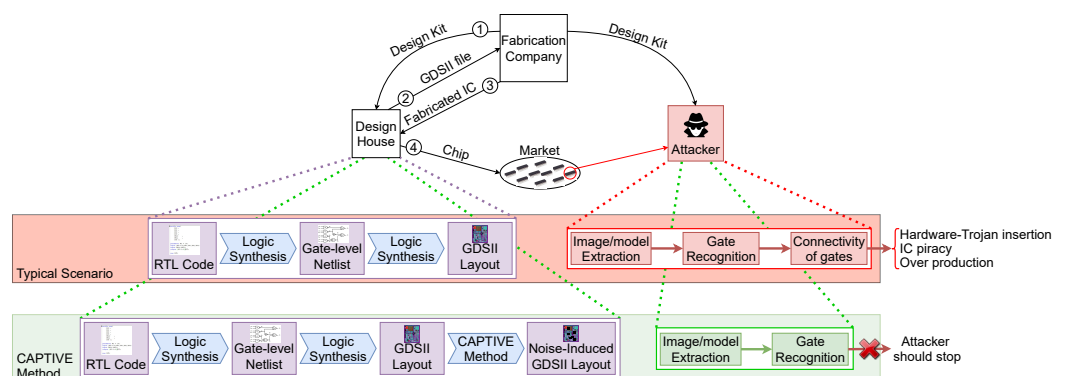 Design Kit
1
Fabrication
Company
Design Kit
GDSII file
2
3
Fabricated IC
Design
House
4
Chip
Market
Attacker
RTL Code
Logic
Synthesis
Gate-level
Netlist
Logic
Synthesis
GDSII
Layout
Image/model
Extraction
Gate
Recognition
Connectivity
of gates
Hardware-Trojan insertion
IC piracy
Over production
Typical Scenario
RTL Code
Logic
Synthesis
Gate-level
Netlist
Logic
Synthesis
GDSII
Layout
CAPTIVE
Method
Noise-Induced
GDSII Layout
Image/model
Extraction
Gate
Recognition
Attacker
should stop
CAPTIVE
Method